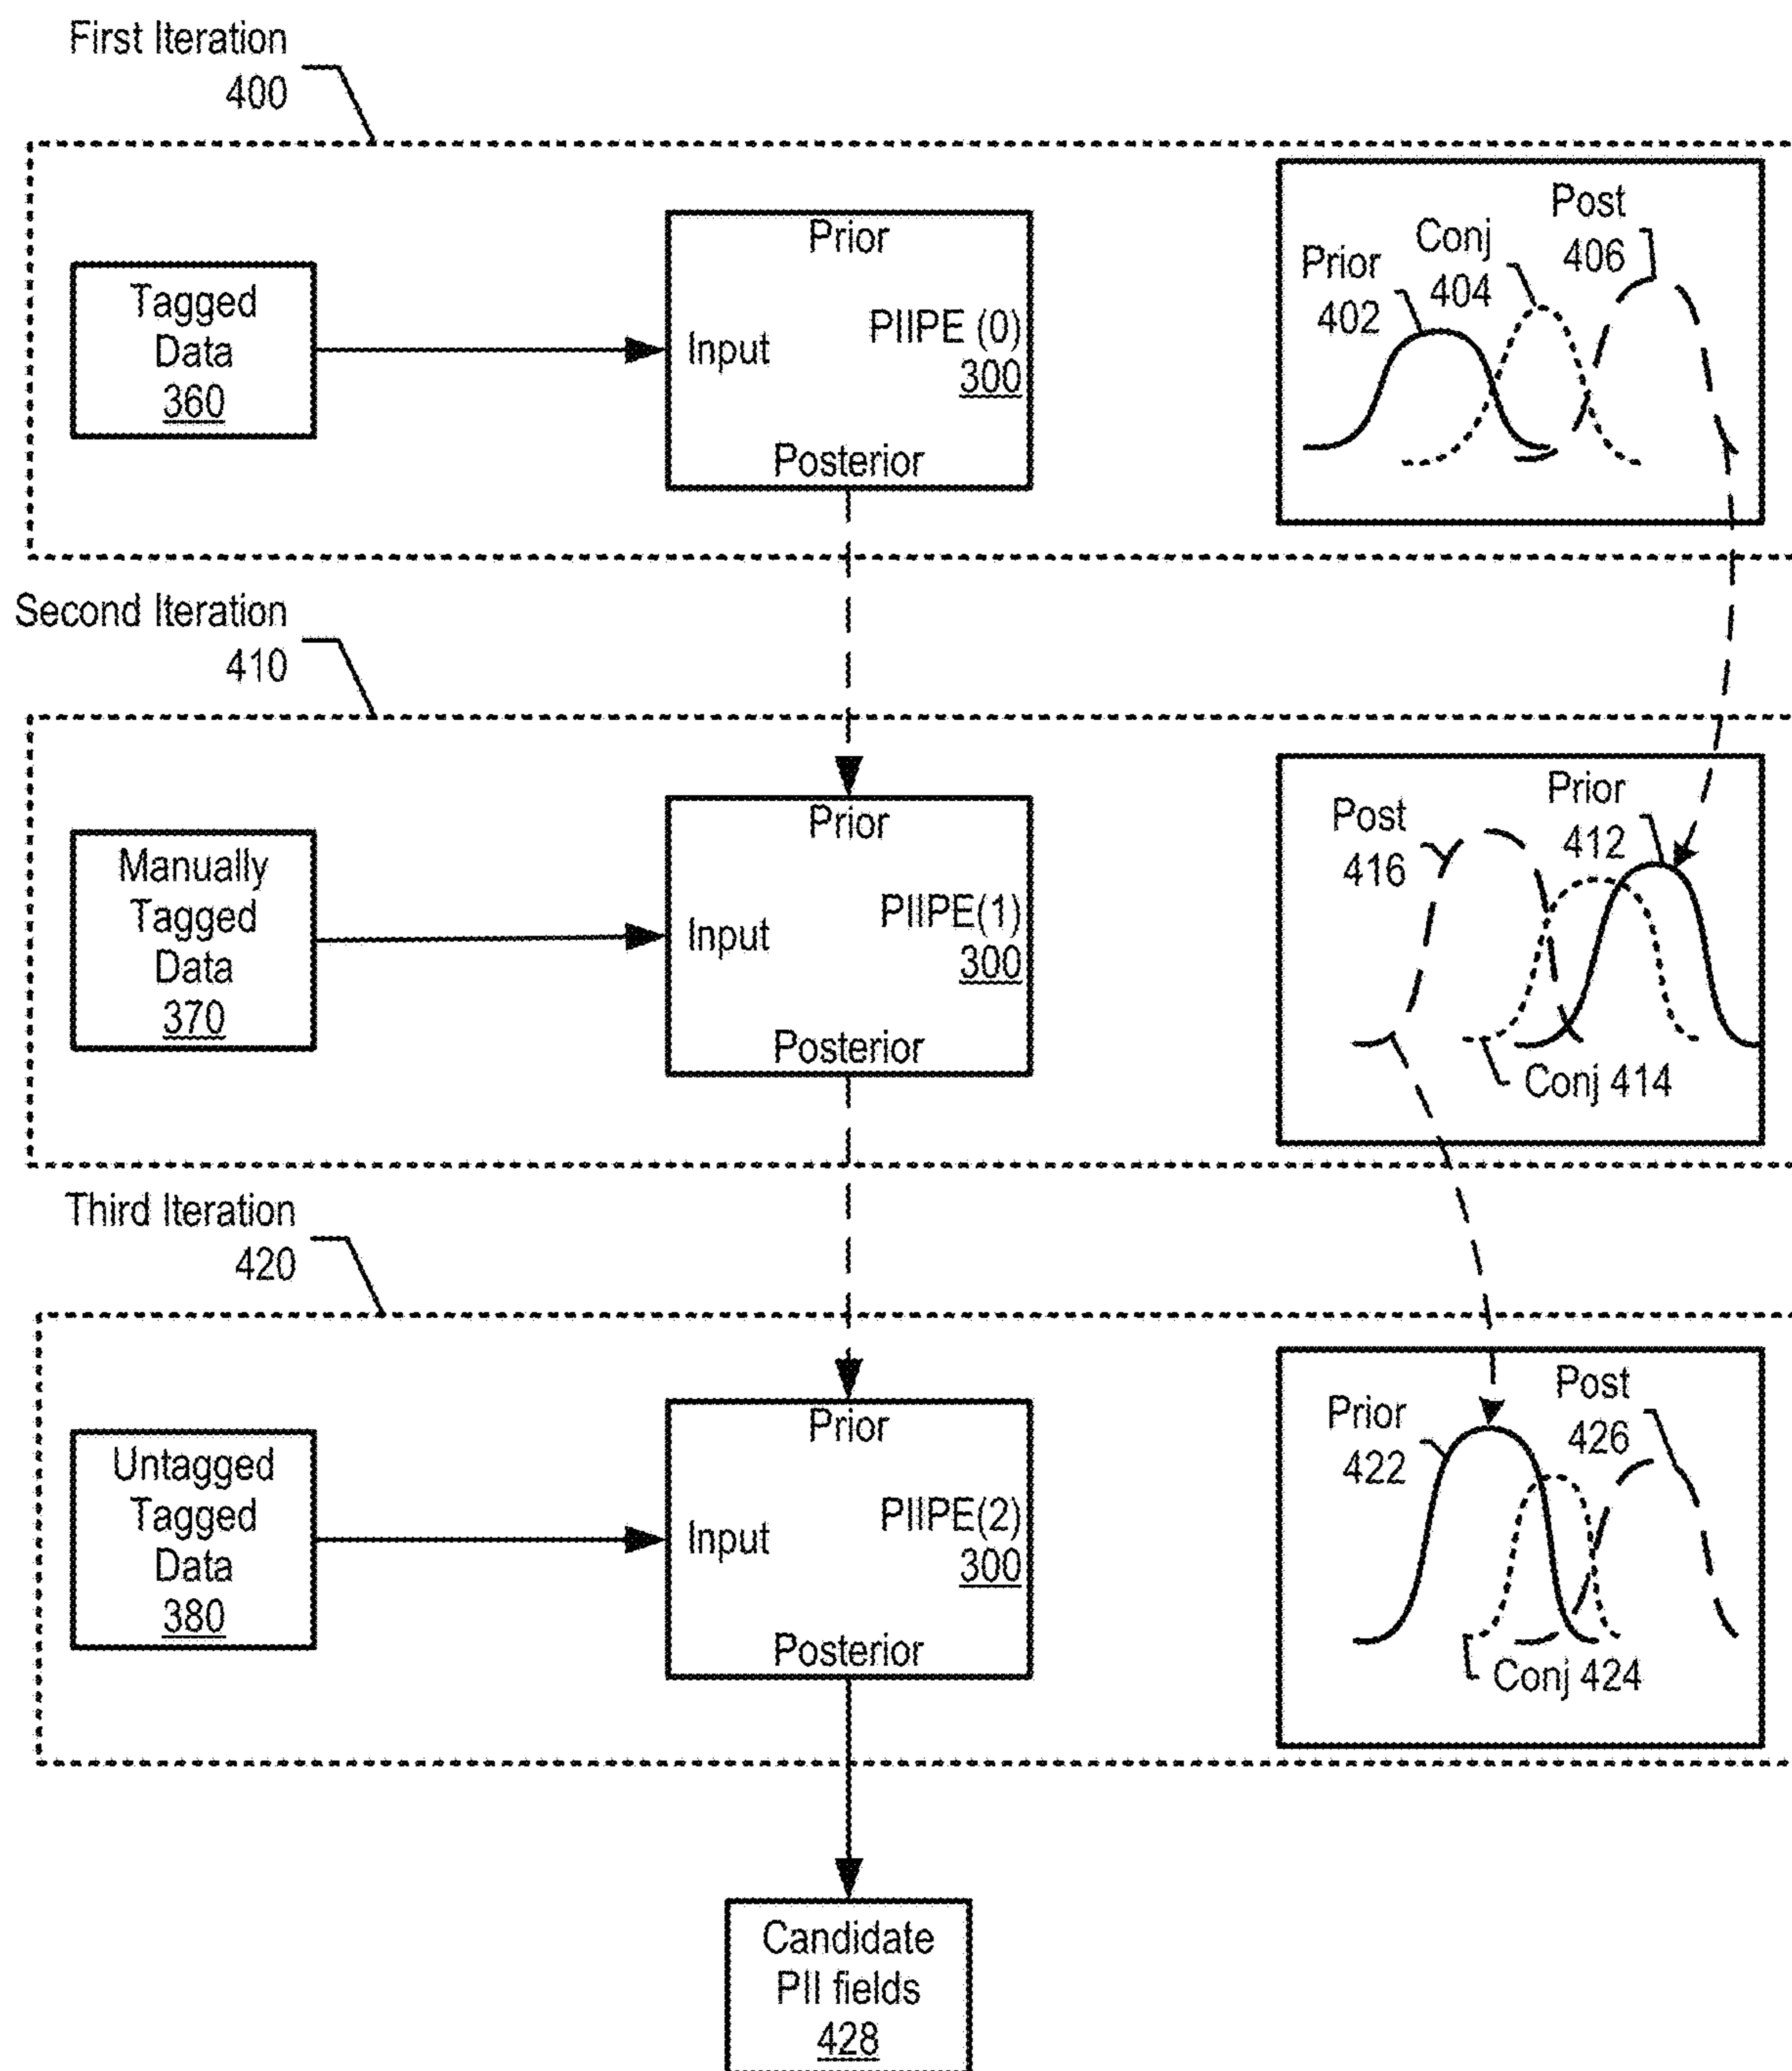 First Iteration
400
Tagged
Data
360
Prior
Input
PIIPE (0)
300
Posterior
Prior
402
Conj
404
Post
406
Second Iteration
410
Manually
Tagged
Data
370
Prior
Input
PIIPE(1)
300
Posterior
Post
416
Prior
412
Conj 414
Third Iteration
420
Untagged
Tagged
Data
380
Prior
Input
PIIPE(2)
300
Posterior
Prior
422
Post
426
Conj 424
Candidate
PII fields
428